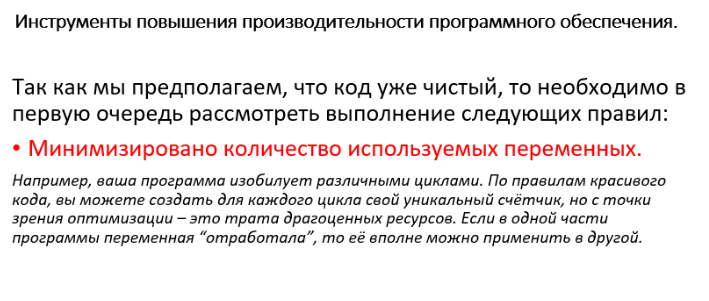 Инструменты повышения производительности программного обеспечения.
Так как мы предполагаем, что код уже чистый, то необходимо в
первую очередь рассмотреть выполнение следующих правил:
• Минимизировано количество используемых переменных.
Например, ваша программа изобилует различными циклами. По правилам красивого
кода, вы можете создать для каждого цикла свой уникальный счётчик, но с точки
зрения оптимизации – это трата драгоценных ресурсов. Если в одной части
программы переменная “отработала”, то её вполне можно применить в другой.